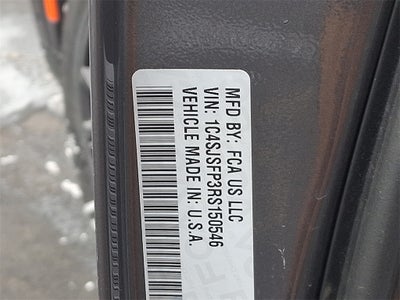 MFD BY: FCA US LLC
VIN: 1C4SJSFP3RS150546
VEHICLE MADE IN: U.S.A.